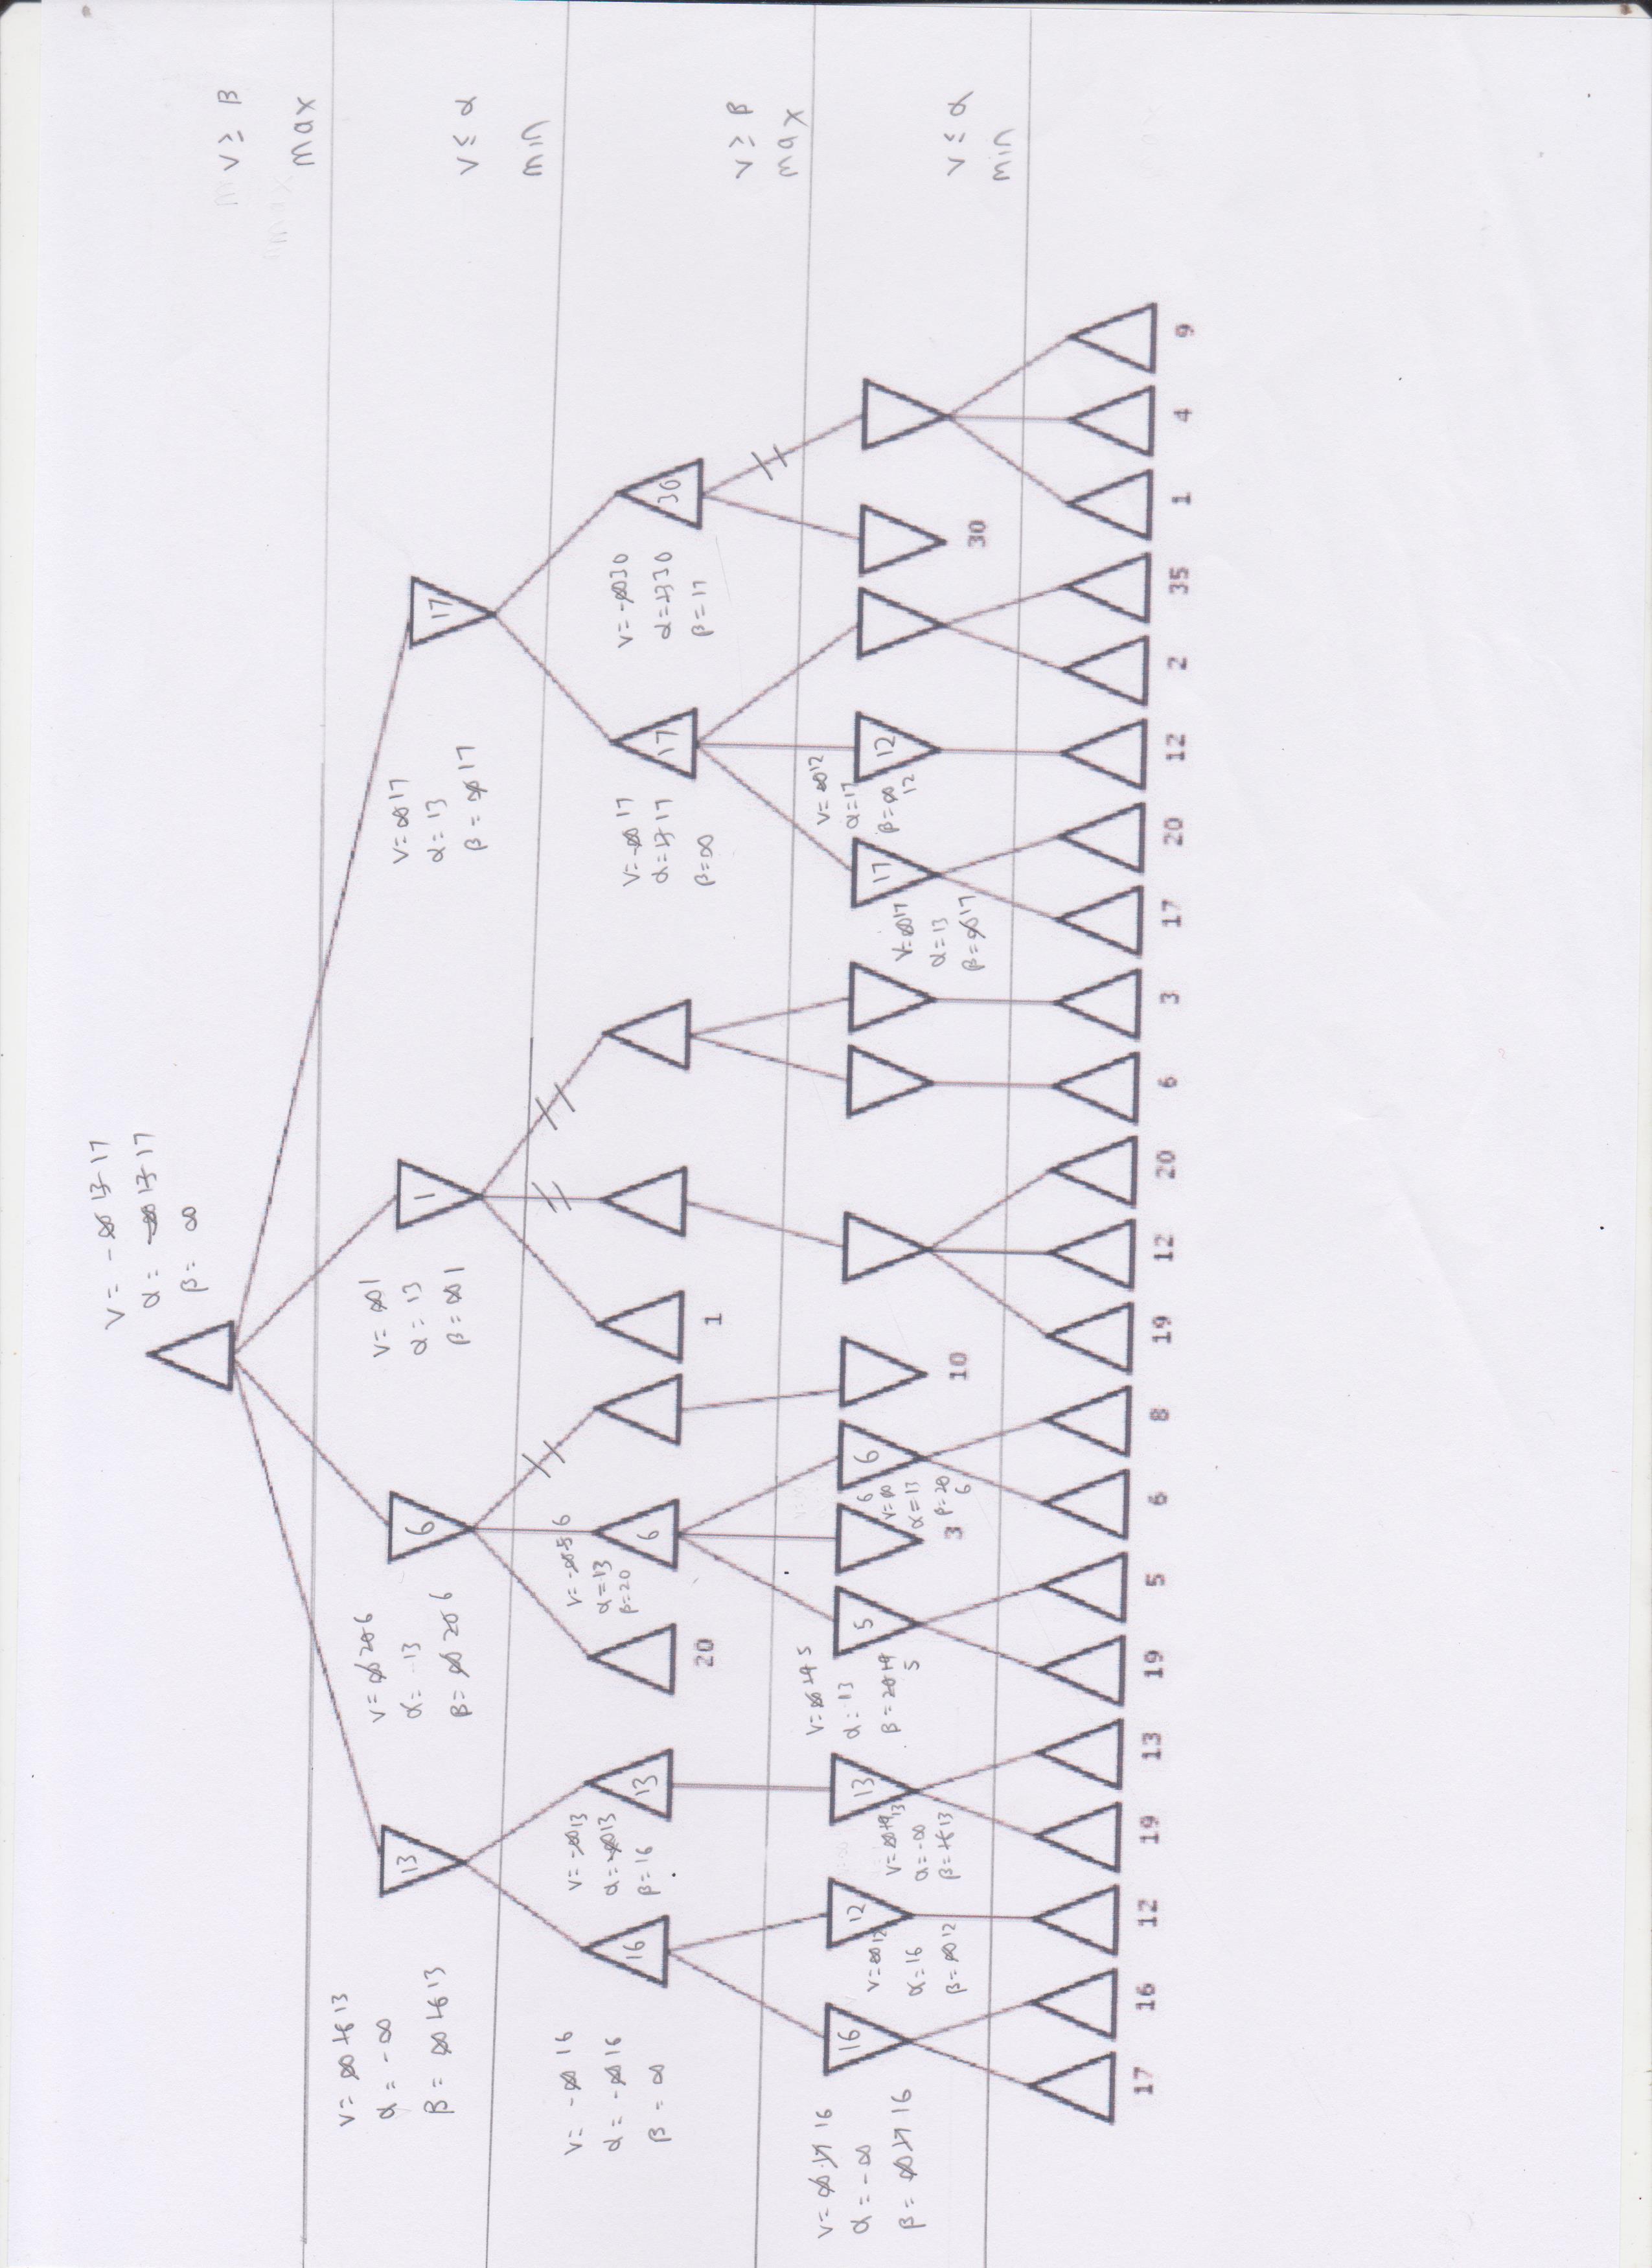 V = -∞ 13 17
α = -∞ 13 17
β = ∞
V ≥ β
max
V = ∞ 16 13
α = -∞
β = ∞ 16 13
13
V = ∞ 20 6
α = 13
β = ∞ 20 6
6
V = ∞ 1
α = 13
β = ∞ 1
1
V = ∞ 17
α = 13
β = ∞ 17
17
V ≤ α
min
V = -∞ 16
α = -∞ 16
β = ∞
16
V = -∞ 13
α = -∞ 13
β = 16
13
20
V = -∞ 5 6
α = 13
β = 20
6
1
V = -∞ 17
α = 13 17
β = ∞
17
V = -∞ 30
α = 13 30
β = 17
30
V ≥ β
max
V = ∞ 17 16
α = -∞
β = ∞ 17 16
16
V = ∞ 12
α = 16
β = ∞ 12
12
V = ∞ 19 13
α = -∞
β = 16 13
13
V = ∞ 19 5
α = 13
β = 20 19
5
5
3
6
V = ∞
α = 13
β = 20
6
6
10
V = ∞ 17
α = 13
β = ∞ 17
17
V = ∞ 12
α = 17
β = ∞
12
12
30
V ≤ α
min
17 16 12 19 13 19 5 6 8 19 12 20 6 3 17 20 12 2 35 1 4 9